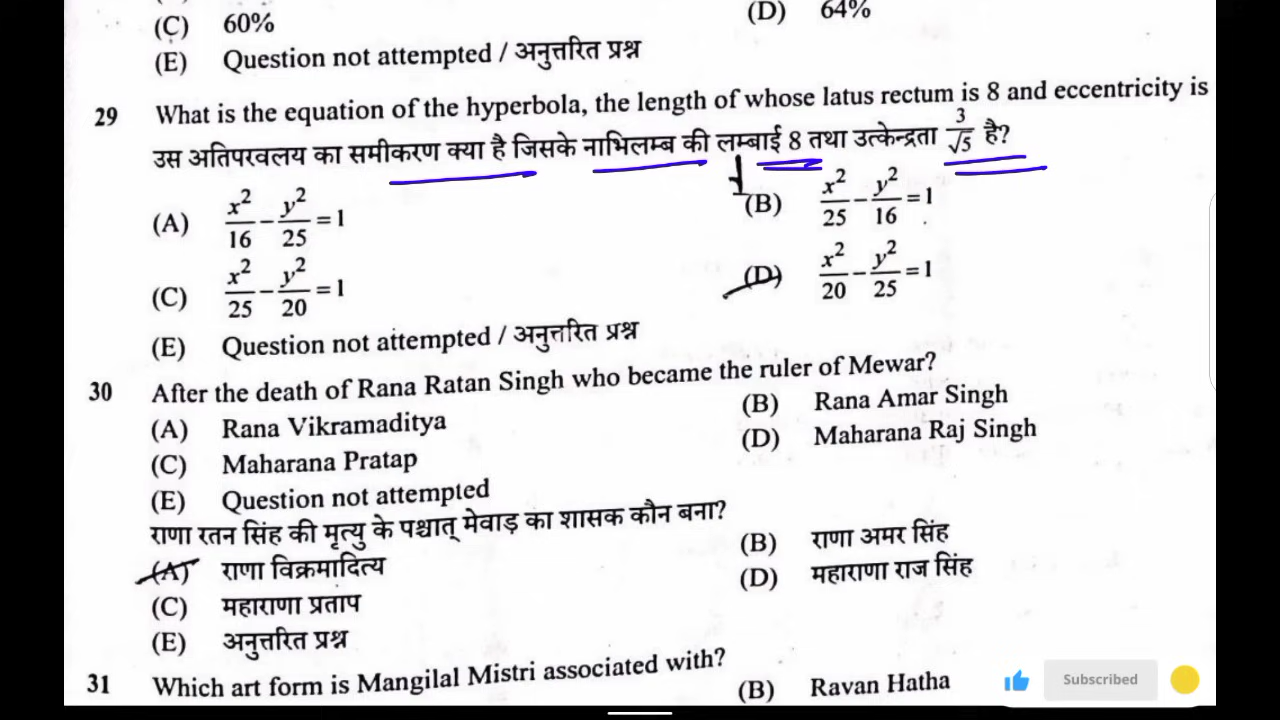 (C) 60% (D) 64%
(E) Question not attempted / अनुत्तरित प्रश्न
29 What is the equation of the hyperbola, the length of whose latus rectum is 8 and eccentricity is
उस अतिपरवलय का समीकरण क्या है जिसके नाभिलम्ब की लम्बाई 8 तथा उत्केन्द्रता 3/√5 है?
(A) x²/16 − y²/25 = 1 (B) x²/25 − y²/16 = 1
(C) x²/25 − y²/20 = 1 (D) x²/20 − y²/25 = 1
(E) Question not attempted / अनुत्तरित प्रश्न
30 After the death of Rana Ratan Singh who became the ruler of Mewar?
(A) Rana Vikramaditya (B) Rana Amar Singh
(C) Maharana Pratap (D) Maharana Raj Singh
(E) Question not attempted
राणा रतन सिंह की मृत्यु के पश्चात् मेवाड़ का शासक कौन बना?
(A) राणा विक्रमादित्य (B) राणा अमर सिंह
(C) महाराणा प्रताप (D) महाराणा राज सिंह
(E) अनुत्तरित प्रश्न
31 Which art form is Mangilal Mistri associated with?
(B) Ravan Hatha
Subscribed